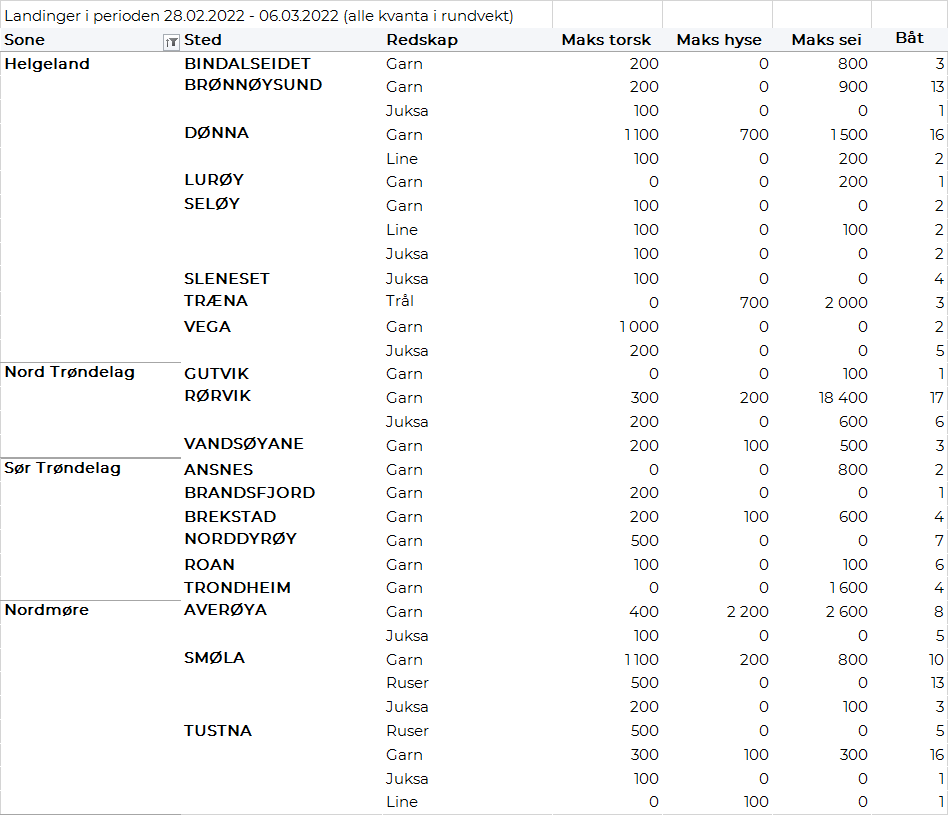 Landinger i perioden 28.02.2022 - 06.03.2022 (alle kvanta i rundvekt)
Sone Sted Redskap Maks torsk Maks hyse Maks sei Båt
Helgeland BINDALSEIDET Garn 200 0 800 3
BRØNNØYSUND Garn 200 0 900 13
Juksa 100 0 0 1
DØNNA Garn 1 100 700 1 500 16
Line 100 0 200 2
LURØY Garn 0 0 200 1
SELØY Garn 100 0 0 2
Line 100 0 100 2
Juksa 100 0 0 2
SLENESET Juksa 100 0 0 4
TRÆNA Trål 0 700 2 000 3
VEGA Garn 1 000 0 0 2
Juksa 200 0 0 5
Nord Trøndelag GUTVIK Garn 0 0 100 1
RØRVIK Garn 300 200 18 400 17
Juksa 200 0 600 6
VANDSØYANE Garn 200 100 500 3
Sør Trøndelag ANSNES Garn 0 0 800 2
BRANDSFJORD Garn 200 0 0 1
BREKSTAD Garn 200 100 600 4
NORDDYRØY Garn 500 0 0 7
ROAN Garn 100 0 100 6
TRONDHEIM Garn 0 0 1 600 4
Nordmøre AVERØYA Garn 400 2 200 2 600 8
Juksa 100 0 0 5
SMØLA Garn 1 100 200 800 10
Ruser 500 0 0 13
Juksa 200 0 100 3
TUSTNA Ruser 500 0 0 5
Garn 300 100 300 16
Juksa 100 0 0 1
Line 0 100 0 1